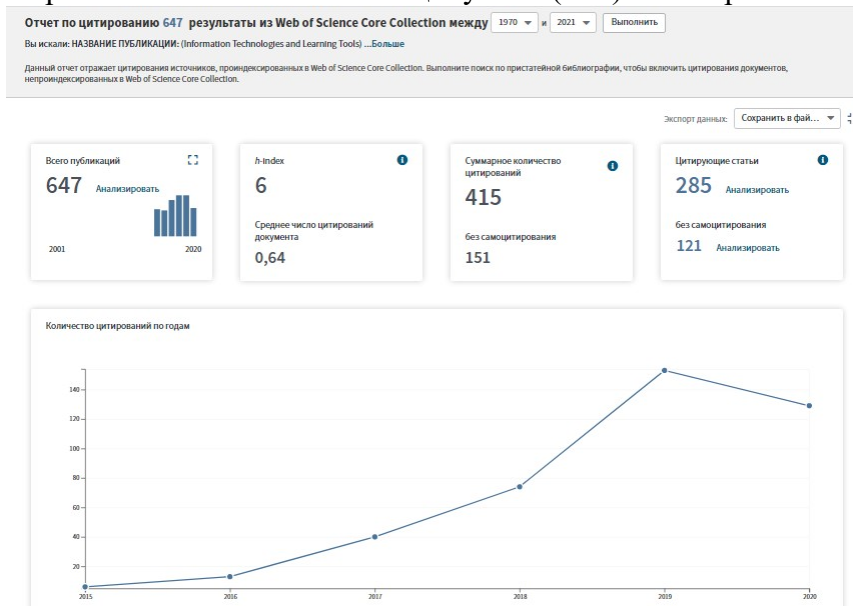 Отчет по цитированию 647 результаты из Web of Science Core Collection между 1970 и 2021 Выполнить
Вы искали: НАЗВАНИЕ ПУБЛИКАЦИИ: (Information Technologies and Learning Tools) ...Больше
Данный отчет отражает цитирования источников, проиндексированных в Web of Science Core Collection. Выполните поиск по пристатейной библиографии, чтобы включить цитирования документов,
непроиндексированных в Web of Science Core Collection.
Экспорт данных: Сохранить в фай...
Всего публикаций
647 Анализировать
2001 2020
h-index
6
Среднее число цитирований
документа
0,64
Суммарное количество
цитирований
415
без самоцитирования
151
Цитирующие статьи
285 Анализировать
без самоцитирования
121 Анализировать
Количество цитирований по годам
140
120
100
80
60
40
20
2015 2016 2017 2018 2019 2020